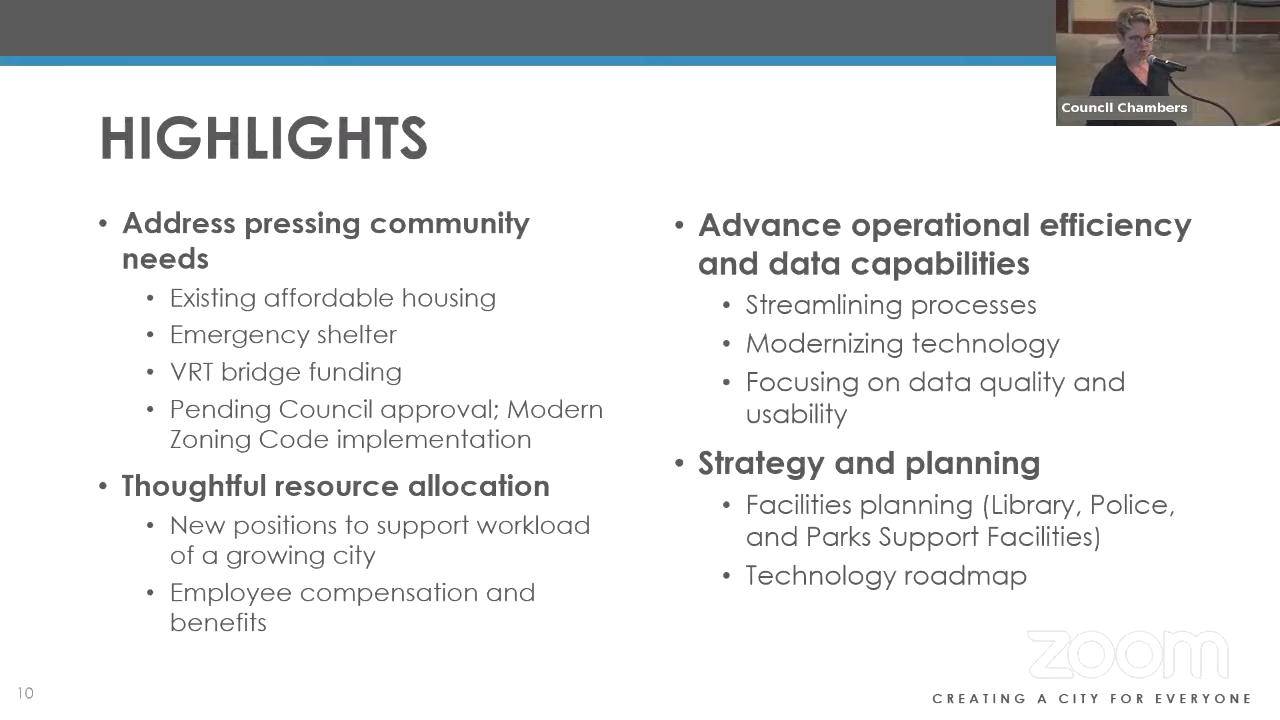 Council Chambers
HIGHLIGHTS
• Address pressing community
needs
• Existing affordable housing
• Emergency shelter
• VRT bridge funding
• Pending Council approval; Modern
Zoning Code implementation
• Thoughtful resource allocation
• New positions to support workload
of a growing city
• Employee compensation and
benefits
• Advance operational efficiency
and data capabilities
• Streamlining processes
• Modernizing technology
• Focusing on data quality and
usability
• Strategy and planning
• Facilities planning (Library, Police,
and Parks Support Facilities)
• Technology roadmap
zoom
10
CREATING A CITY FOR EVERYONE